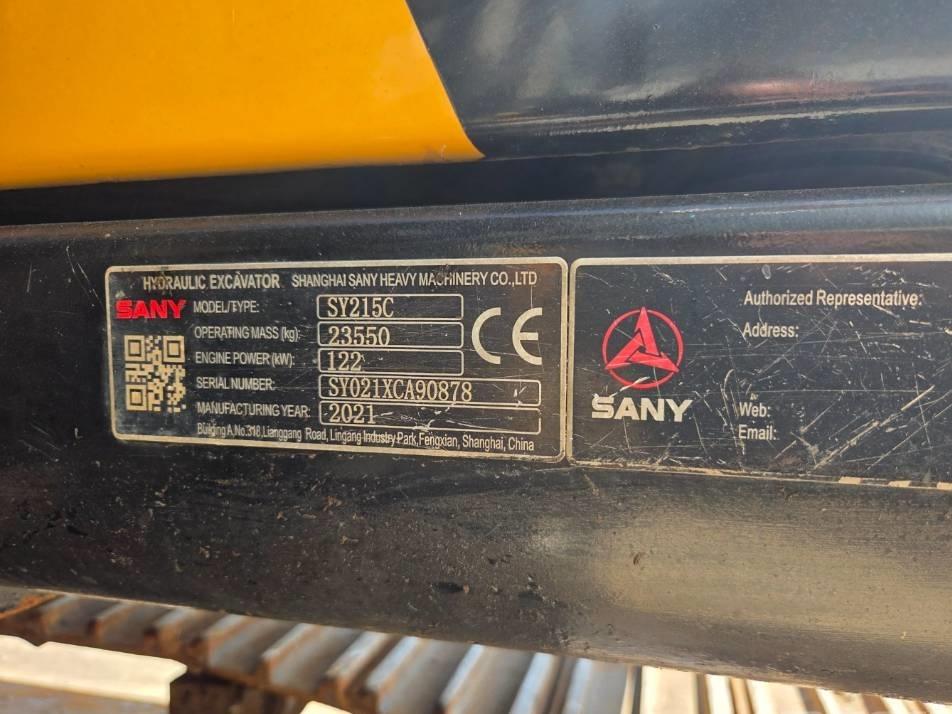 HYDRAULIC EXCAVATOR SHANGHAI SANY HEAVY MACHINERY CO.,LTD
SANY
MODEL/TYPE: SY215C
OPERATING MASS (kg): 23550
ENGINE POWER (kW): 122
SERIAL NUMBER: SY021XCA90878
MANUFACTURING YEAR: 2021
CE
Building A,No.318,Lianggang Road, Lingang Industry Park,Fengxian, Shanghai, China
SANY
Authorized Representative:
Address:
Web:
Email: